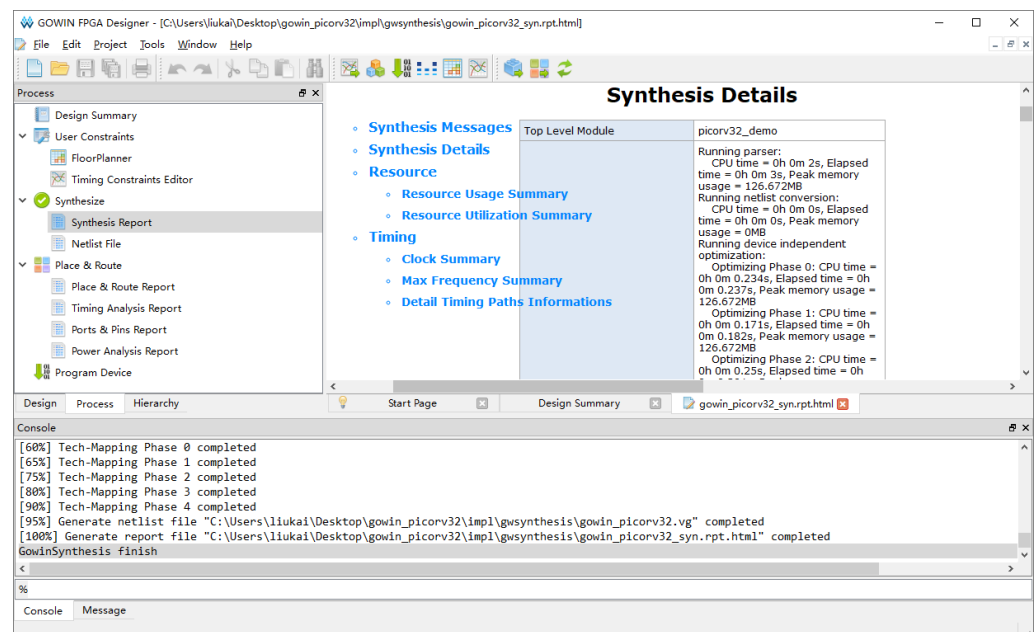 GOWIN FPGA Designer - [C:\Users\liukai\Desktop\gowin_picorv32\impl\gwsynthesis\gowin_picorv32_syn.rpt.html]
File Edit Project Tools Window Help
Process
Design Summary
User Constraints
FloorPlanner
Timing Constraints Editor
Synthesize
Synthesis Report
Netlist File
Place & Route
Place & Route Report
Timing Analysis Report
Ports & Pins Report
Power Analysis Report
Program Device
Design Process Hierarchy
Synthesis Messages
Synthesis Details
Resource
Resource Usage Summary
Resource Utilization Summary
Timing
Clock Summary
Max Frequency Summary
Detail Timing Paths Informations
Synthesis Details
Top Level Module picorv32_demo
Running parser:
CPU time = 0h 0m 2s, Elapsed
time = 0h 0m 3s, Peak memory
usage = 126.672MB
Running netlist conversion:
CPU time = 0h 0m 0s, Elapsed
time = 0h 0m 0s, Peak memory
usage = 0MB
Running device independent
optimization:
Optimizing Phase 0: CPU time =
0h 0m 0.234s, Elapsed time = 0h
0m 0.237s, Peak memory usage =
126.672MB
Optimizing Phase 1: CPU time =
0h 0m 0.171s, Elapsed time = 0h
0m 0.182s, Peak memory usage =
126.672MB
Optimizing Phase 2: CPU time =
0h 0m 0.25s, Elapsed time = 0h
Start Page Design Summary gowin_picorv32_syn.rpt.html
Console
[60%] Tech-Mapping Phase 0 completed
[65%] Tech-Mapping Phase 1 completed
[75%] Tech-Mapping Phase 2 completed
[80%] Tech-Mapping Phase 3 completed
[90%] Tech-Mapping Phase 4 completed
[95%] Generate netlist file "C:\Users\liukai\Desktop\gowin_picorv32\impl\gwsynthesis\gowin_picorv32.vg" completed
[100%] Generate report file "C:\Users\liukai\Desktop\gowin_picorv32\impl\gwsynthesis\gowin_picorv32_syn.rpt.html" completed
GowinSynthesis finish
%
Console Message